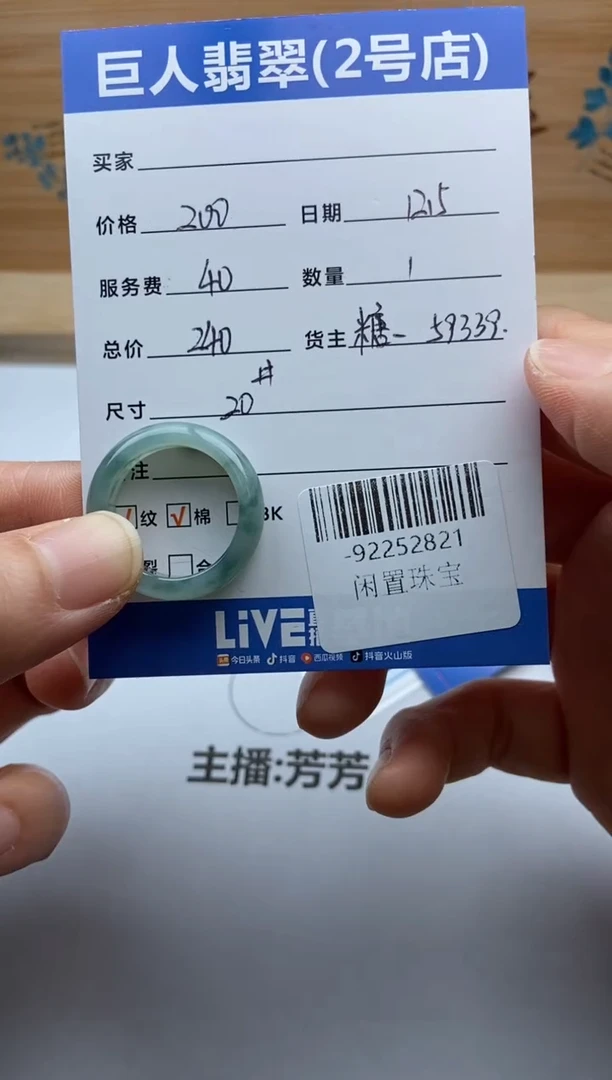 巨人翡翠(2号店)
买家
价格 200 日期 1215
服务费 40 数量 1
总价 240 货主 糖- 59339.
尺寸 20#
注
纹 √ 棉
裂
-92252821
闲置珠宝
LiVE
今日头条 抖音 西瓜视频 抖音火山版
主播:芳芳